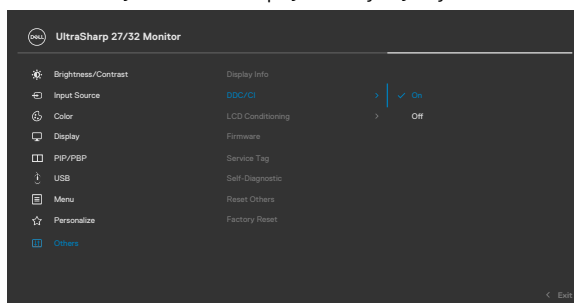 DELL UltraSharp 27/32 Monitor
Brightness/Contrast Display Info
Input Source DDC/CI > ✓ On
Color LCD Conditioning > Off
Display Firmware
PIP/PBP Service Tag
USB Self-Diagnostic
Menu Reset Others
Personalize Factory Reset
Others
< Exit